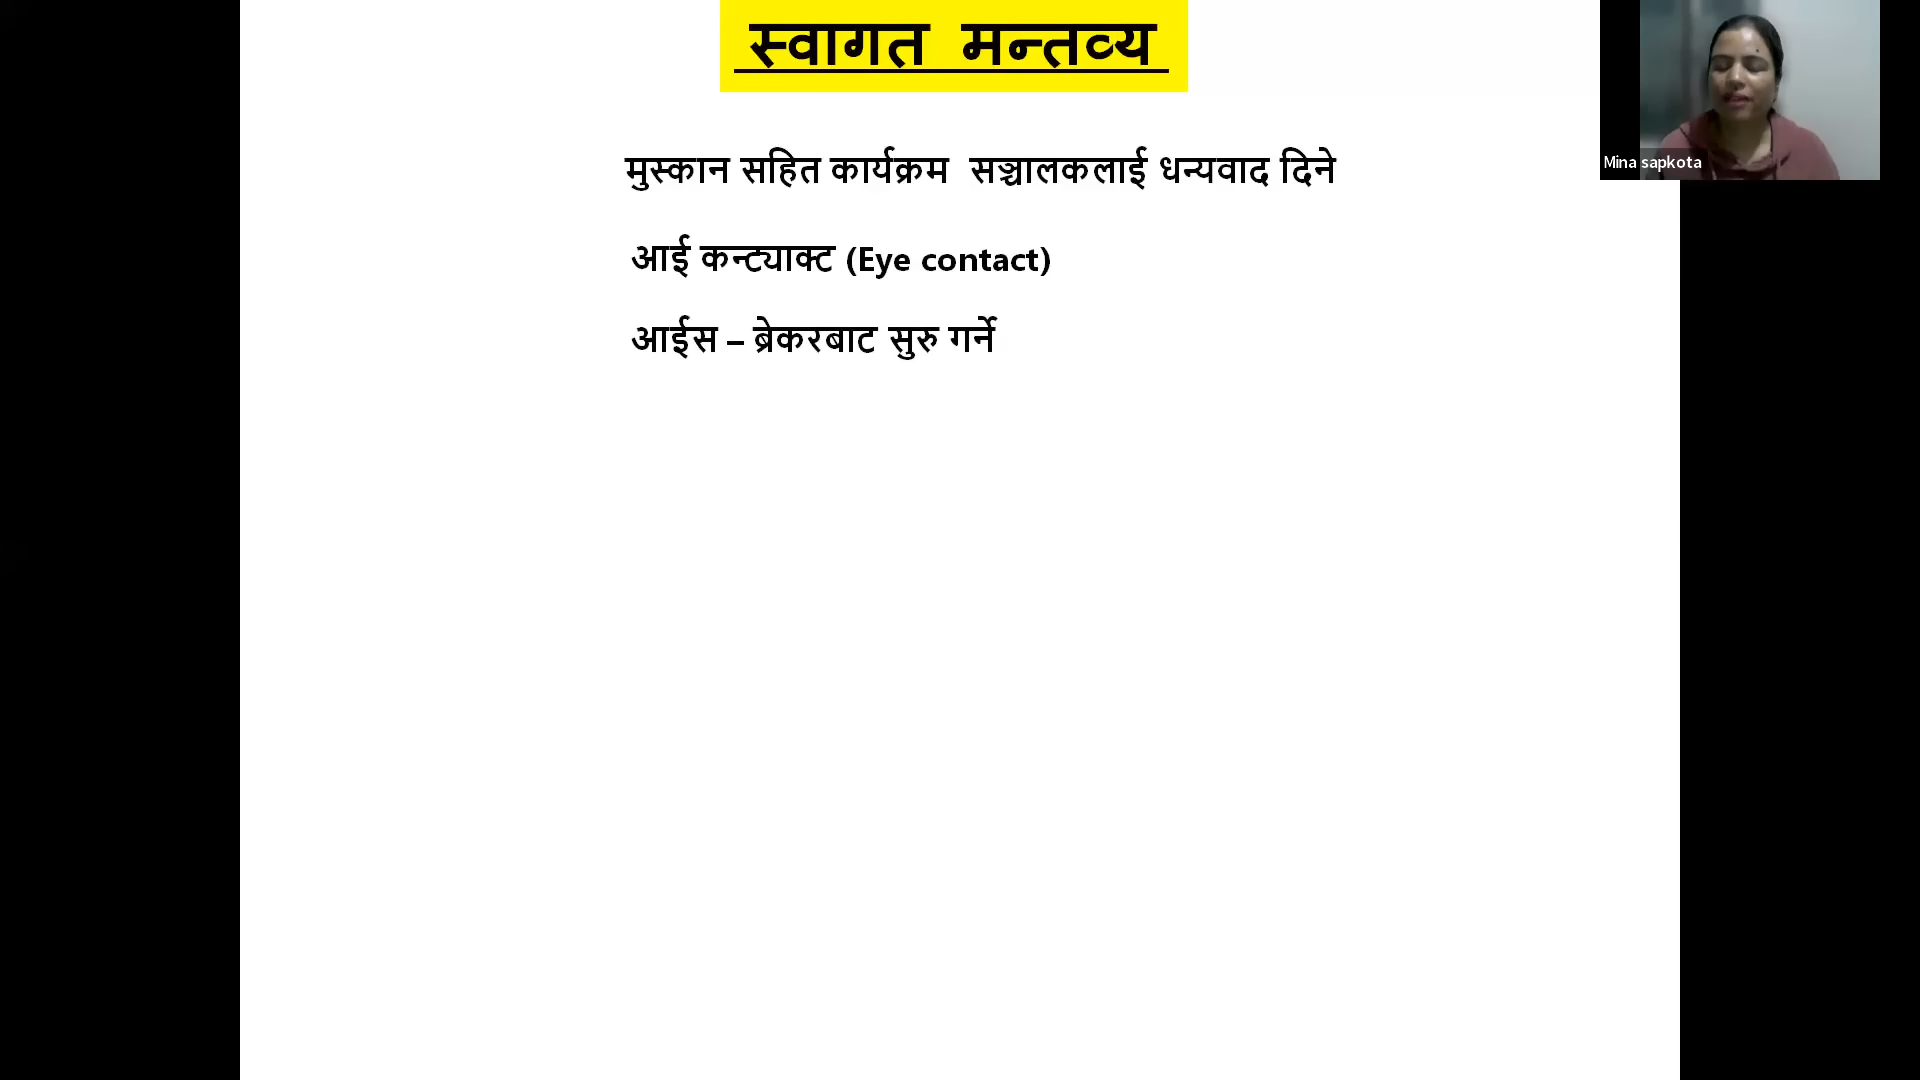 स्वागत मन्तव्य
मुस्कान सहित कार्यक्रम सञ्चालकलाई धन्यवाद दिने
आई कन्ट्याक्ट (Eye contact)
आईस – ब्रेकरबाट सुरु गर्ने
Mina sapkota